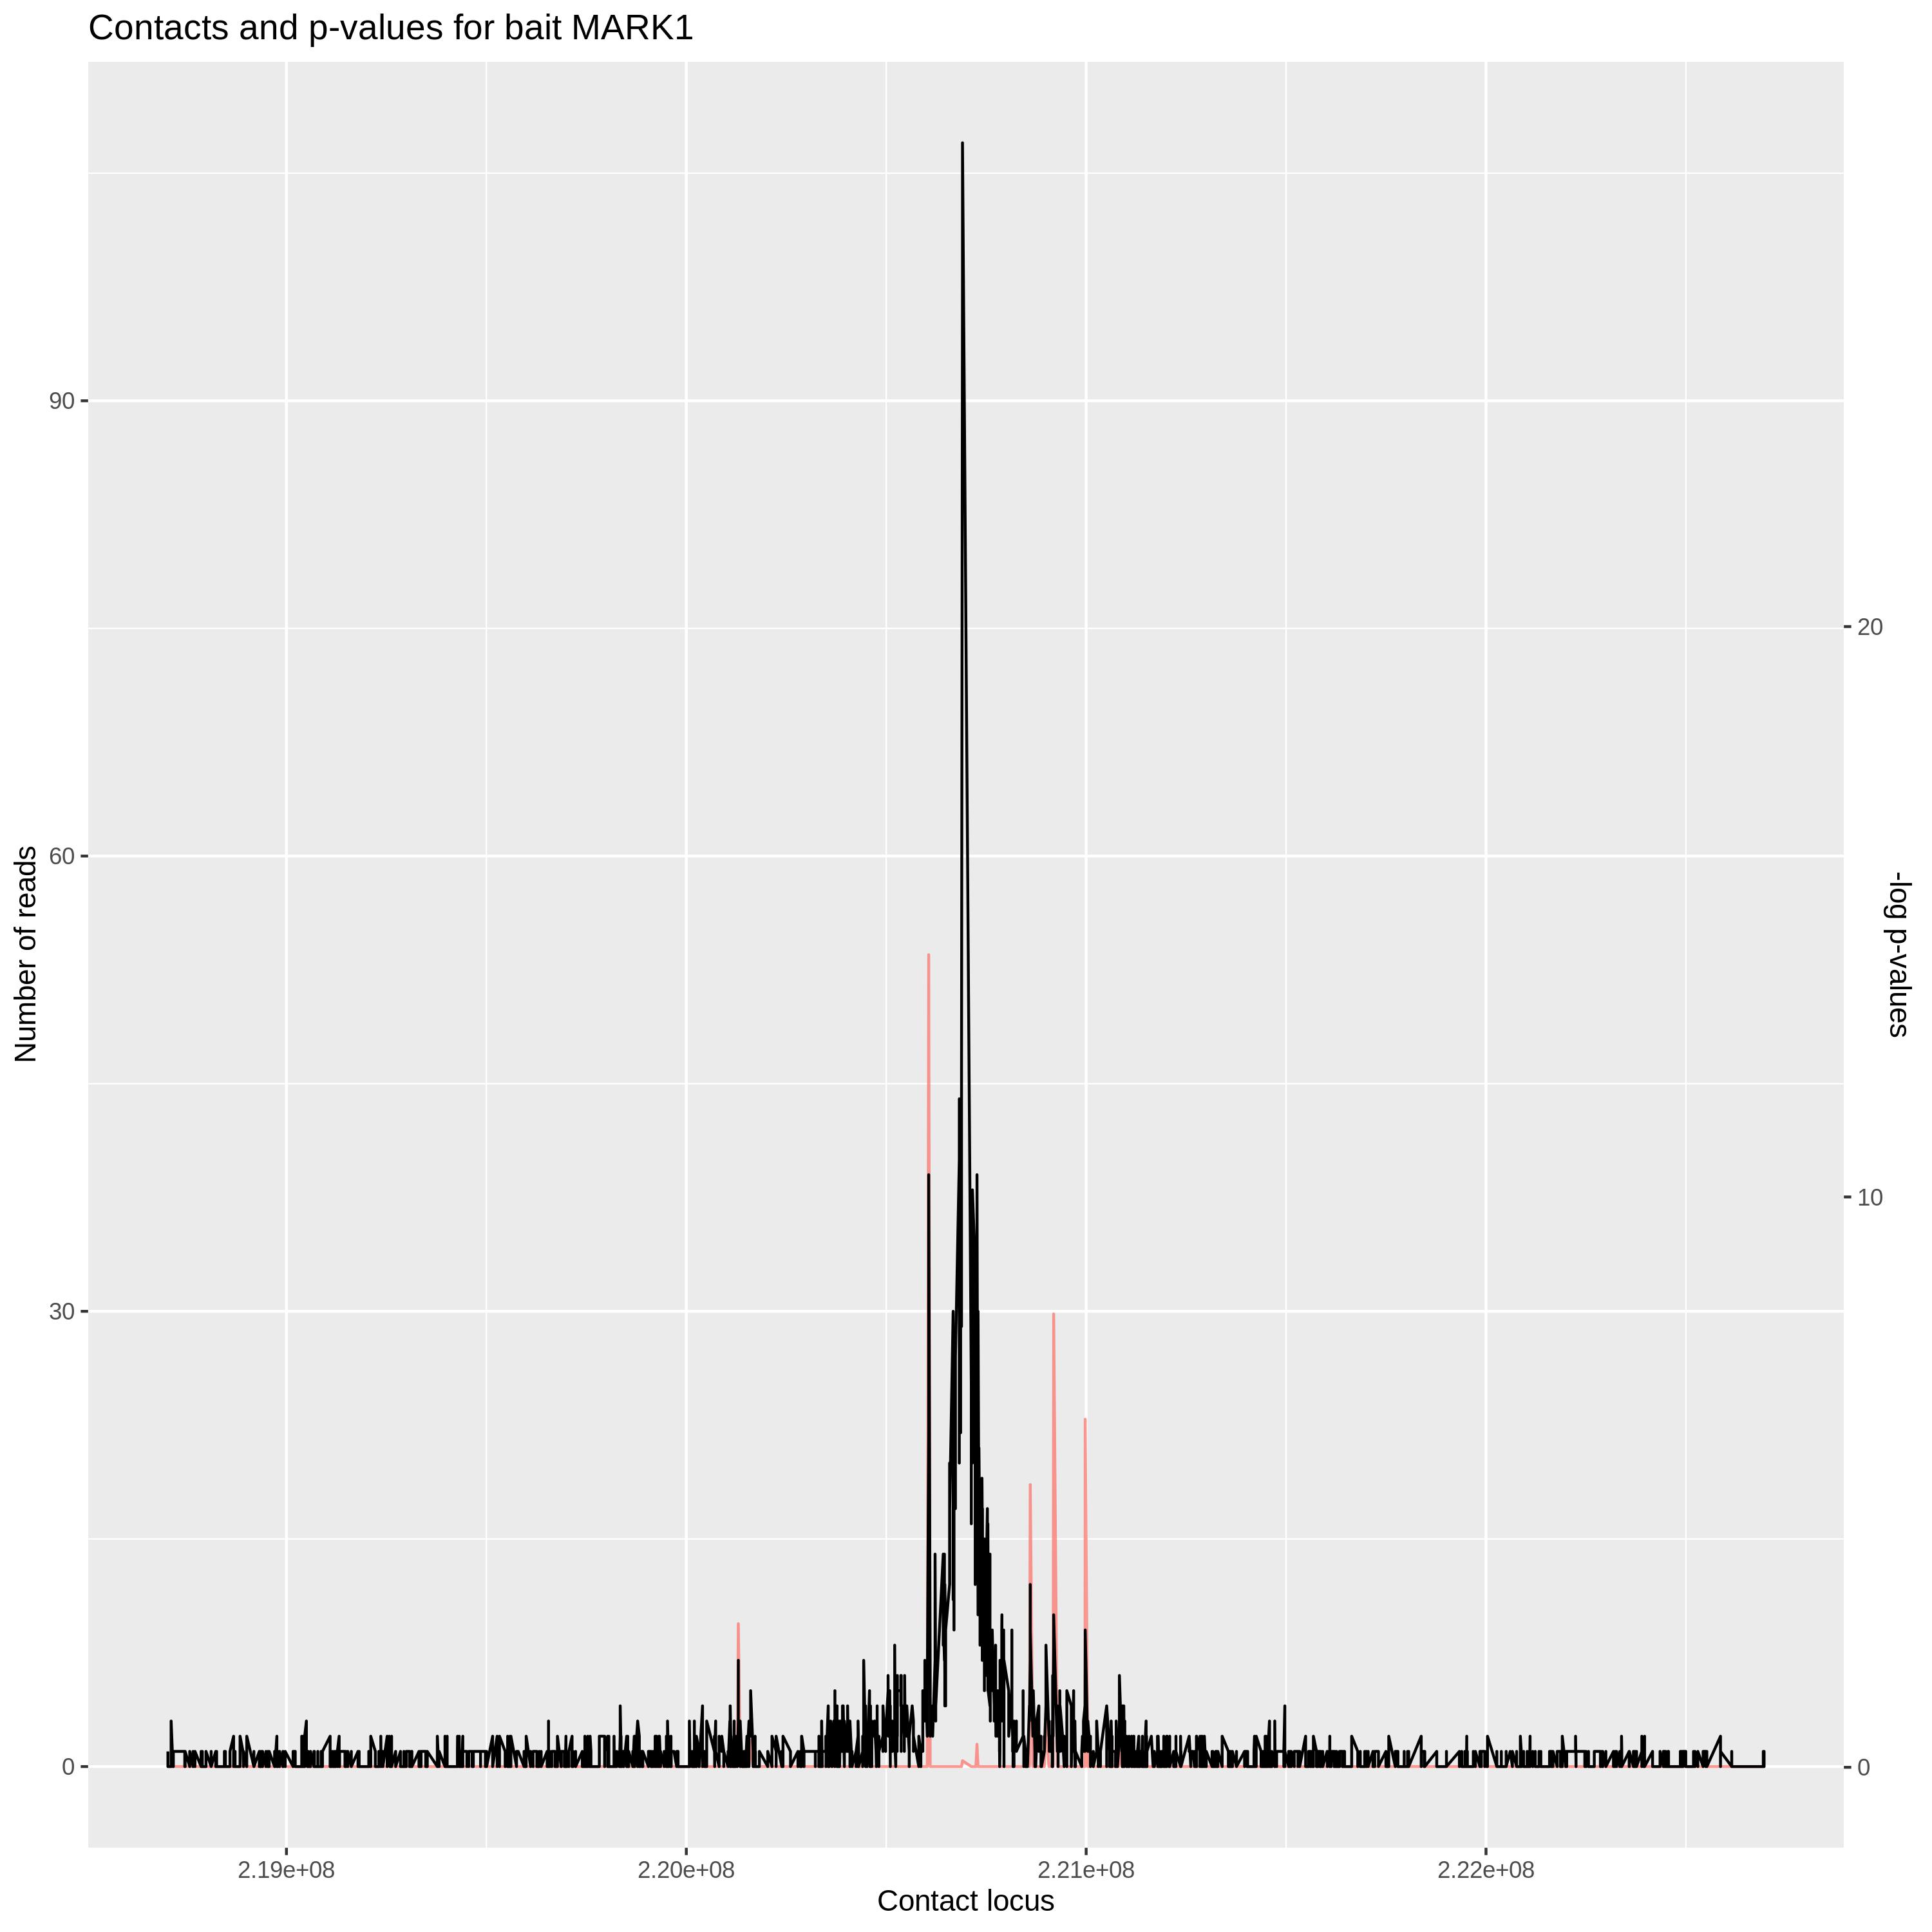 Contacts and p-values for bait MARK1
90
60
30
0
20
10
0
Number of reads
-log p-values
2.19e+08
2.20e+08
2.21e+08
2.22e+08
Contact locus